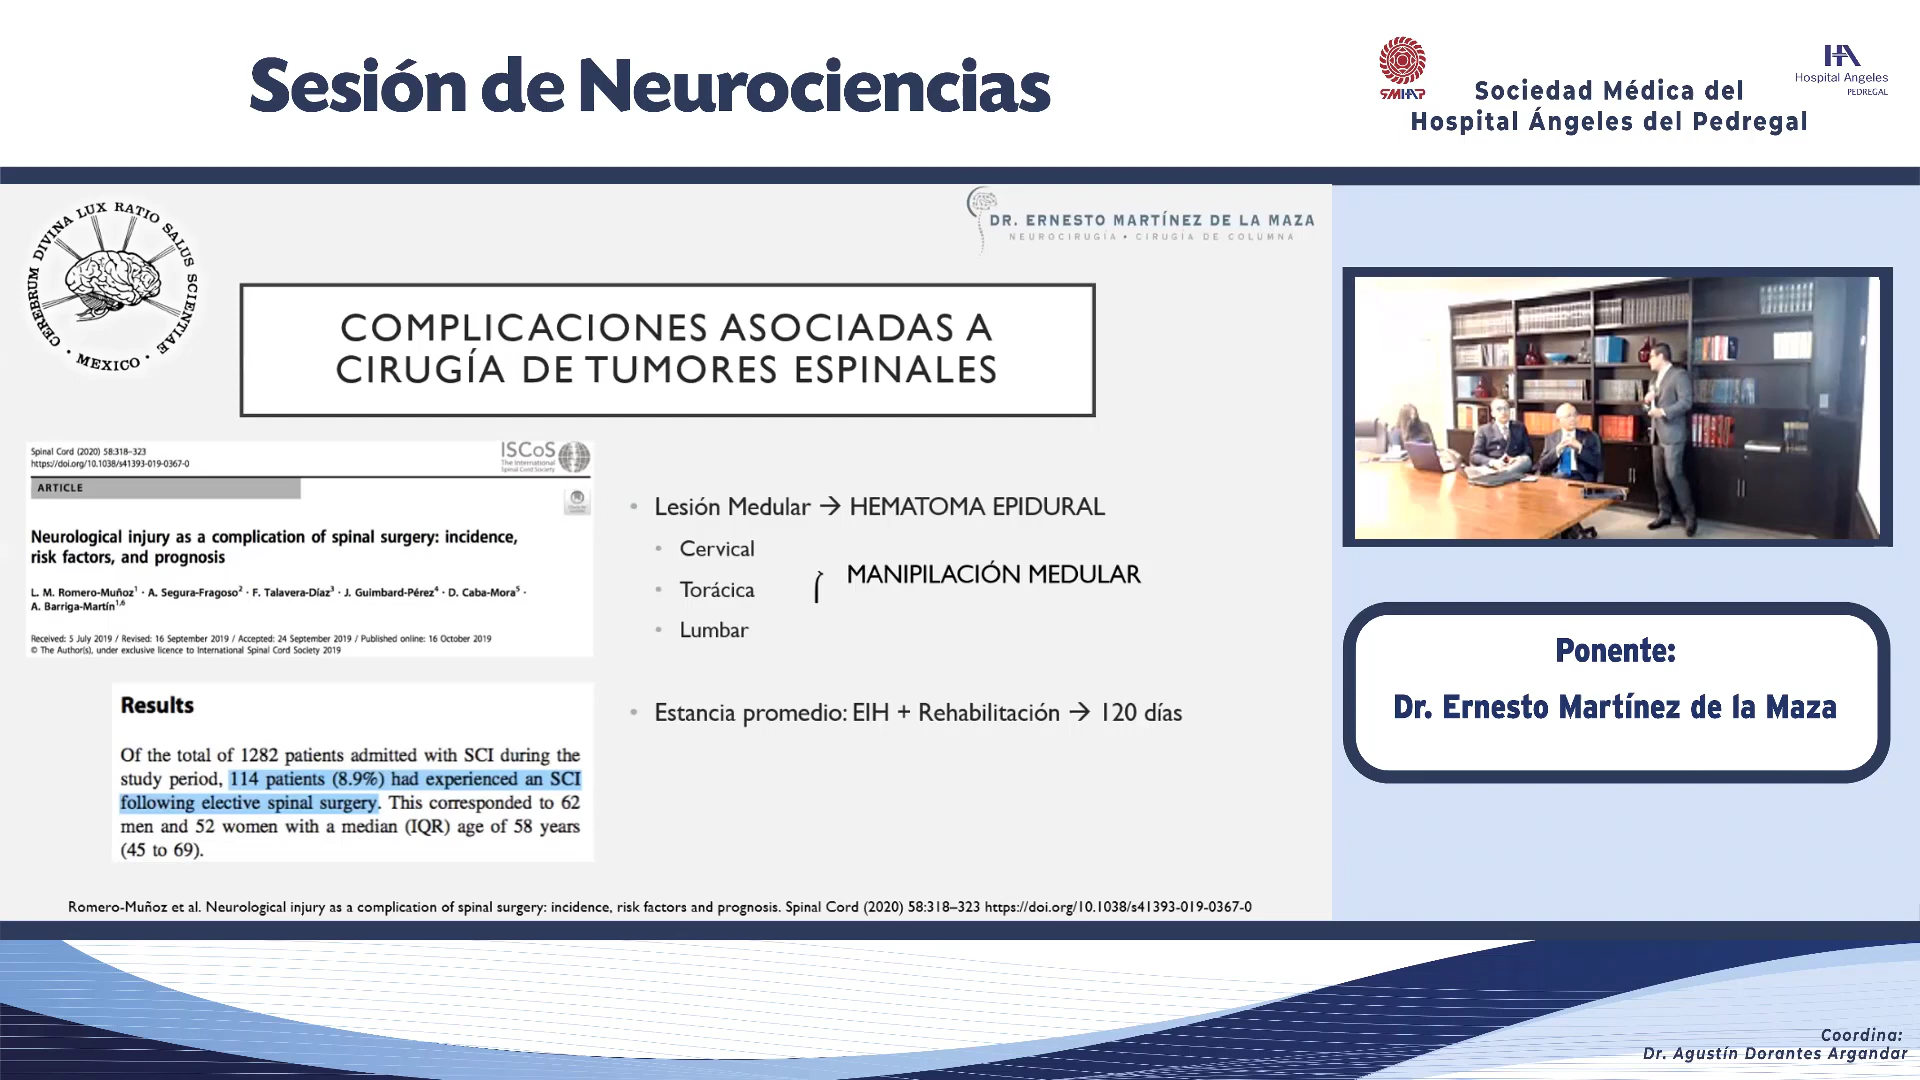 Sesión de Neurociencias
SMHAP
Sociedad Médica del
Hospital Ángeles del Pedregal
HA
Hospital Angeles
PEDREGAL
CEREBRUM DIVINA LUX RATIO SALUS SCIENTIAE
• MEXICO •
DR. ERNESTO MARTÍNEZ DE LA MAZA
NEUROCIRUGÍA • CIRUGÍA DE COLUMNA
COMPLICACIONES ASOCIADAS A
CIRUGÍA DE TUMORES ESPINALES
Spinal Cord (2020) 58:318–323
https://doi.org/10.1038/s41393-019-0367-0
ISCoS
The International
Spinal Cord Society
ARTICLE
Neurological injury as a complication of spinal surgery: incidence,
risk factors, and prognosis
L. M. Romero-Muñoz1 · A. Segura-Fragoso2 · F. Talavera-Díaz3 · J. Guimbard-Pérez4 · D. Caba-Mora5 ·
A. Barriga-Martín1,6
Received: 5 July 2019 / Revised: 16 September 2019 / Accepted: 24 September 2019 / Published online: 16 October 2019
© The Author(s), under exclusive licence to International Spinal Cord Society 2019
Results
Of the total of 1282 patients admitted with SCI during the
study period, 114 patients (8.9%) had experienced an SCI
following elective spinal surgery. This corresponded to 62
men and 52 women with a median (IQR) age of 58 years
(45 to 69).
• Lesión Medular → HEMATOMA EPIDURAL
• Cervical
• Torácica
MANIPILACIÓN MEDULAR
• Lumbar
• Estancia promedio: EIH + Rehabilitación → 120 días
Romero-Muñoz et al. Neurological injury as a complication of spinal surgery: incidence, risk factors and prognosis. Spinal Cord (2020) 58:318–323 https://doi.org/10.1038/s41393-019-0367-0
Ponente:
Dr. Ernesto Martínez de la Maza
Coordina:
Dr. Agustín Dorantes Argandar